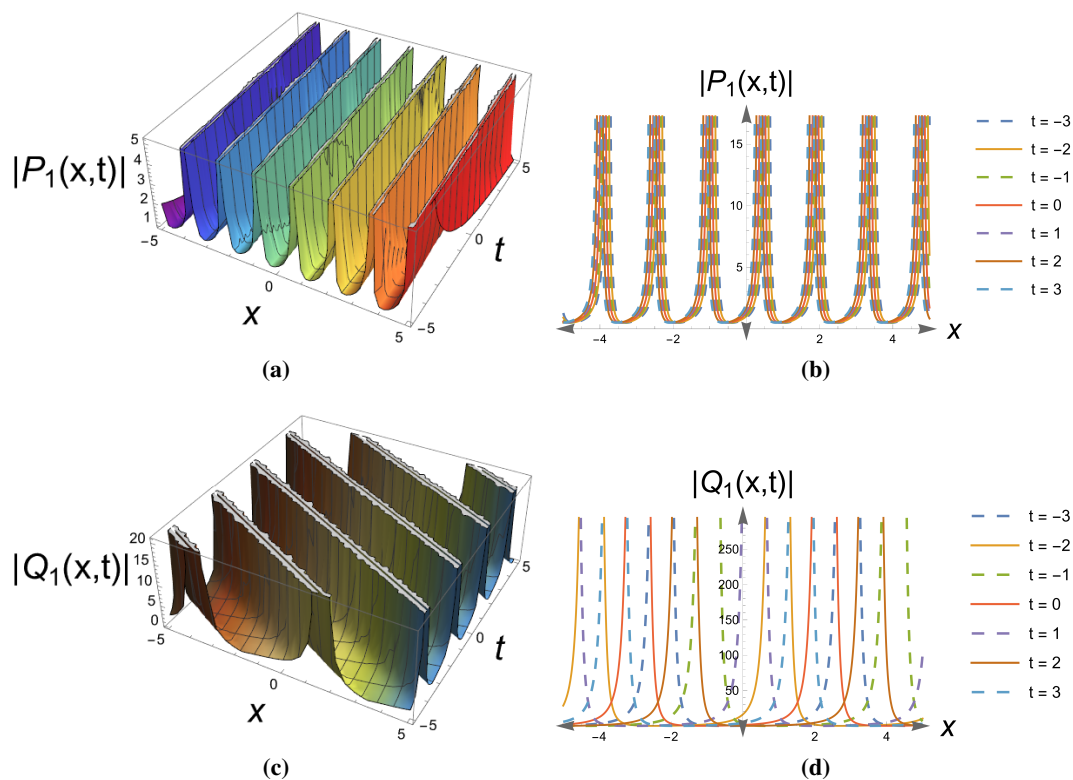 5
4
3
2
1
|P₁(x,t)|
−5
0
x
5
−5
0
t
5
(a)
|P₁(x,t)|
15
10
5
−4
−2
2
4
x
t = −3
t = −2
t = −1
t = 0
t = 1
t = 2
t = 3
(b)
20
15
10
5
0
|Q₁(x,t)|
−5
0
x
5
−5
0
t
5
(c)
|Q₁(x,t)|
250
200
150
100
50
−4
−2
2
4
x
t = −3
t = −2
t = −1
t = 0
t = 1
t = 2
t = 3
(d)